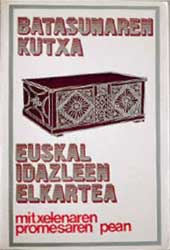 BATASUNAREN
KUTXA
EUSKAL
IDAZLEEN
ELKARTEA
mitxelenaren
promesaren pean